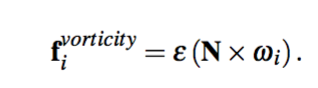 f_i^{vorticity} = ε (N × ω_i) .